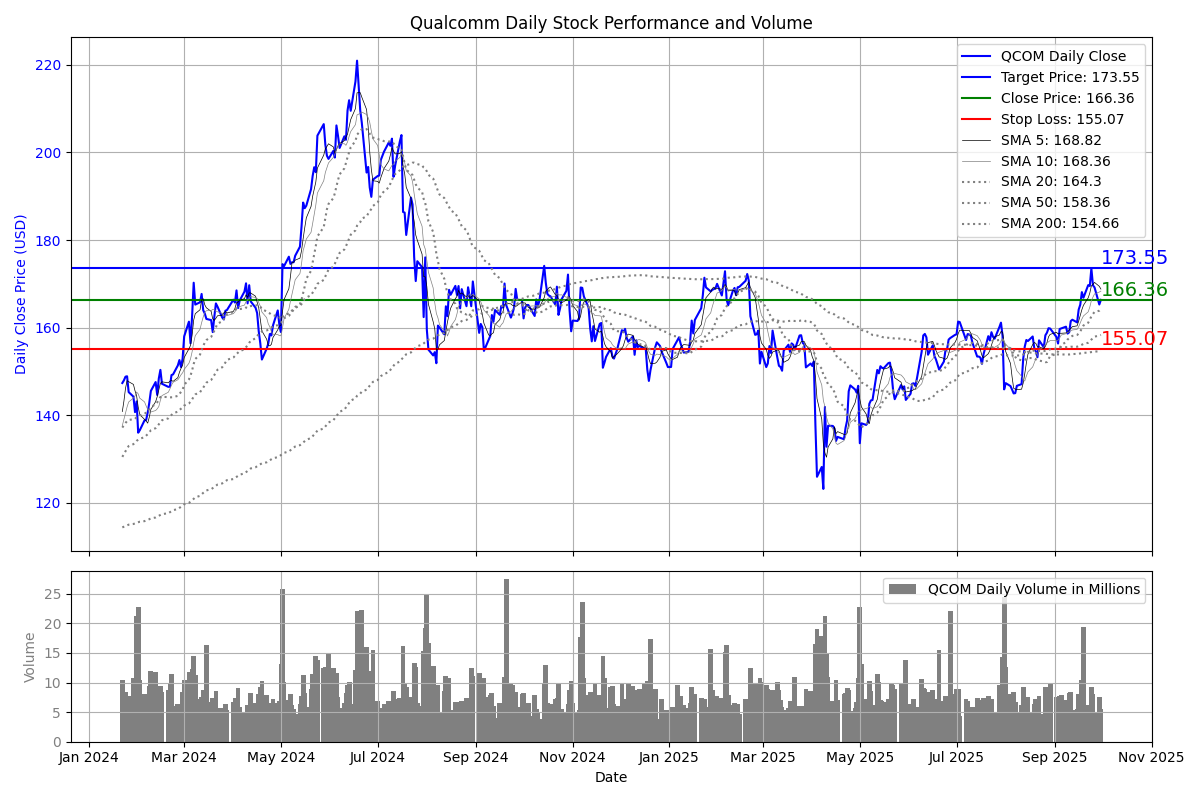 Qualcomm Daily Stock Performance and Volume
Daily Close Price (USD)
220
200
180
160
140
120
QCOM Daily Close
Target Price: 173.55
Close Price: 166.36
Stop Loss: 155.07
SMA 5: 168.82
SMA 10: 168.36
SMA 20: 164.3
SMA 50: 158.36
SMA 200: 154.66
173.55
166.36
155.07
Volume
25
20
15
10
5
0
QCOM Daily Volume in Millions
Jan 2024
Mar 2024
May 2024
Jul 2024
Sep 2024
Nov 2024
Jan 2025
Mar 2025
May 2025
Jul 2025
Sep 2025
Nov 2025
Date